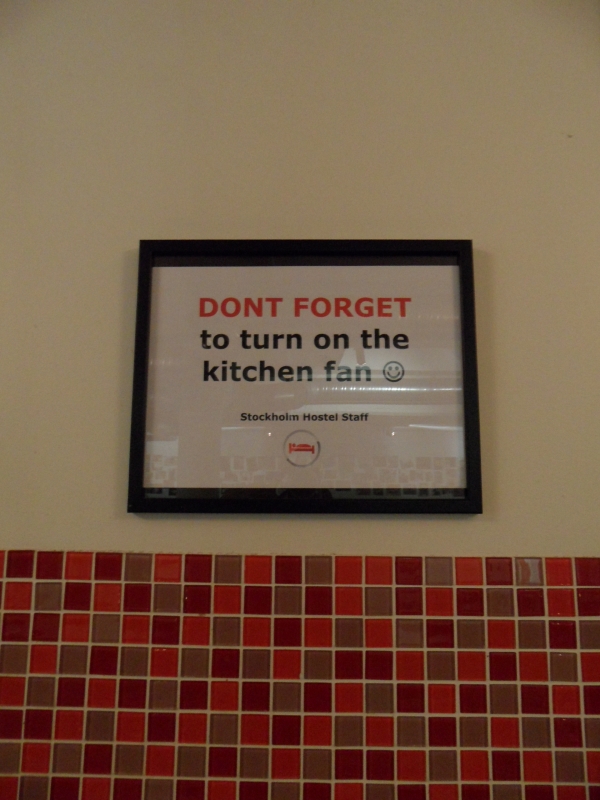 DONT FORGET
to turn on the
kitchen fan ☺
Stockholm Hostel Staff